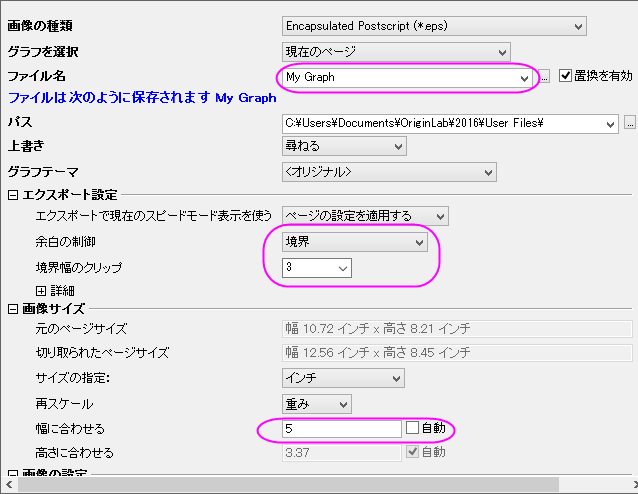 画像の種類 Encapsulated Postscript (*.eps)
グラフを選択 現在のページ
ファイル名 My Graph ... 置換を有効
ファイルは次のように保存されます My Graph
パス C:¥Users¥Documents¥OriginLab¥2016¥User Files¥ ...
上書き 尋ねる
グラフテーマ <オリジナル>
エクスポート設定
エクスポートで現在のスピードモード表示を使う ページの設定を適用する
余白の制御 境界
境界幅のクリップ 3
詳細
画像サイズ
元のページサイズ 幅 10.72 インチ x 高さ 8.21 インチ
切り取られたページサイズ 幅 12.56 インチ x 高さ 8.45 インチ
サイズの指定: インチ
再スケール 重み
幅に合わせる 5 自動
高さに合わせる 3.37 自動
画像の設定